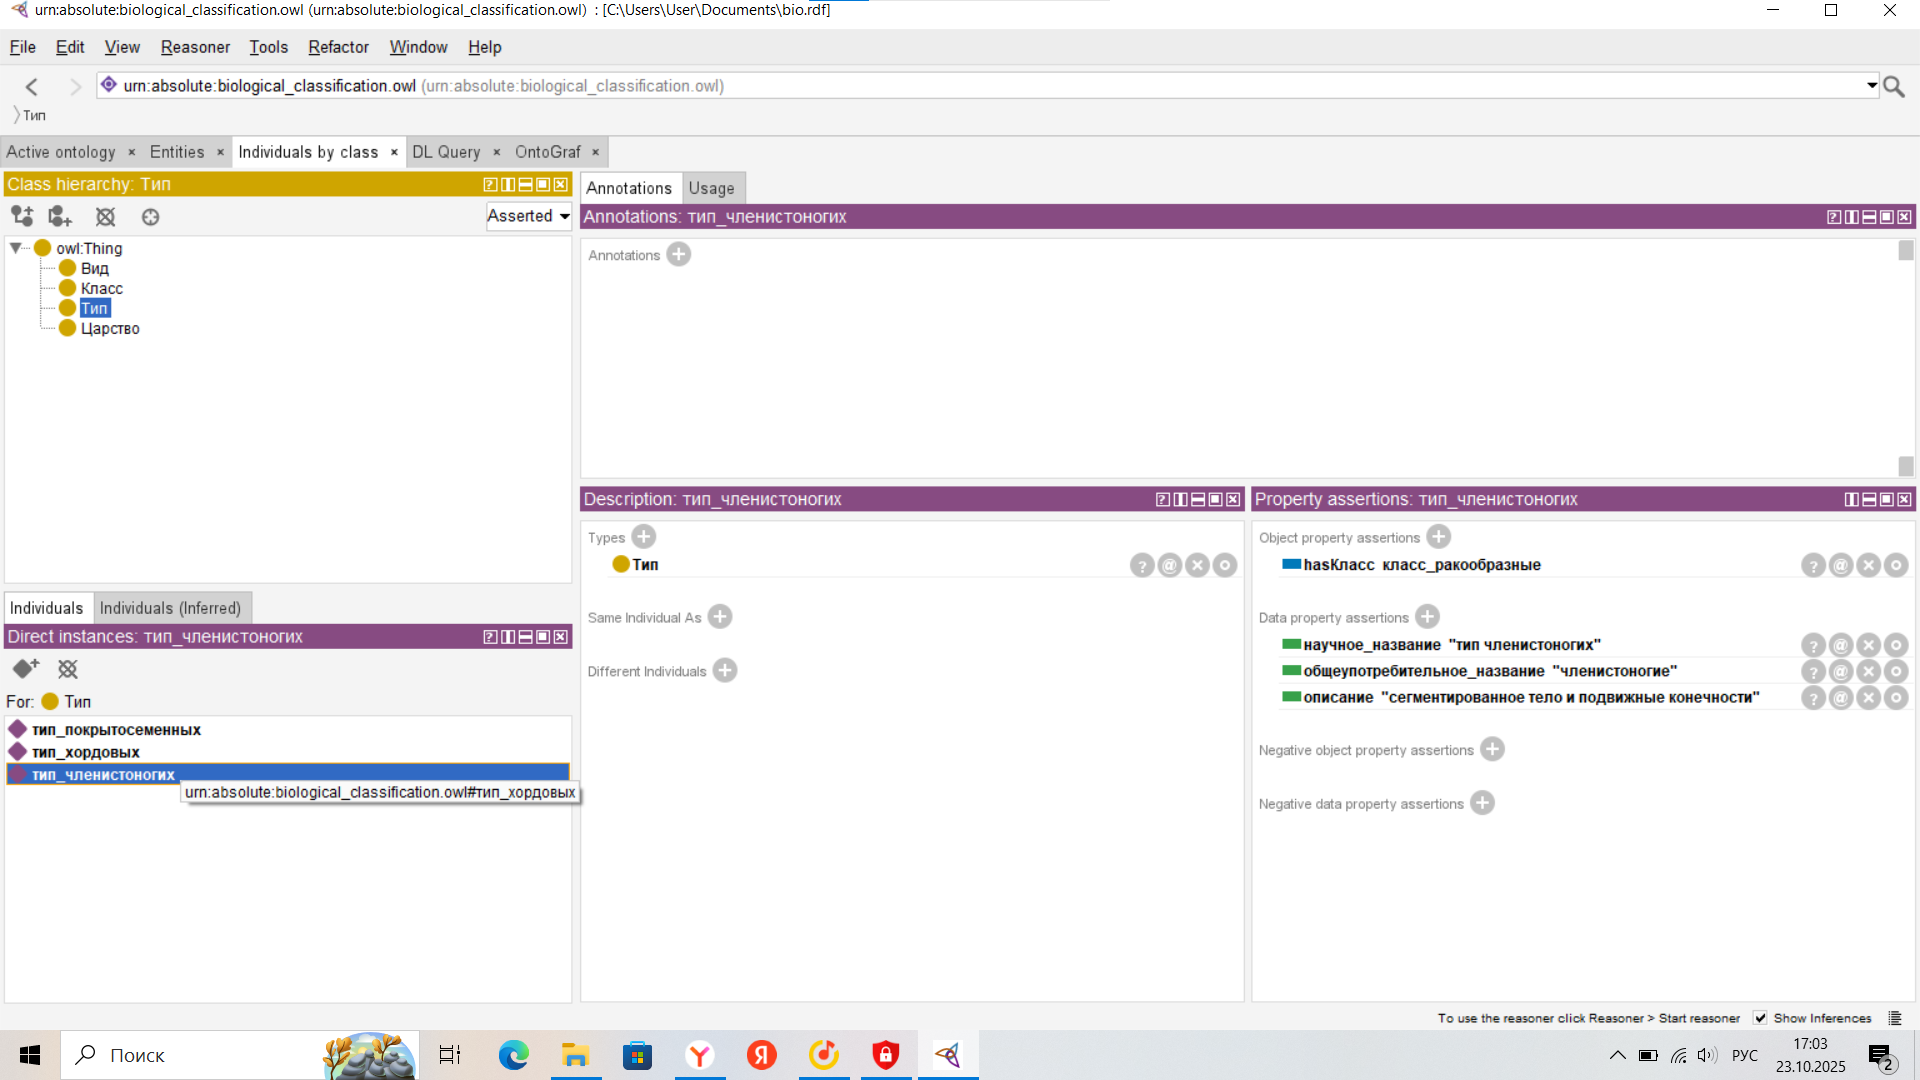 urn:absolute:biological_classification.owl (urn:absolute:biological_classification.owl) : [C:\Users\User\Documents\bio.rdf]
File Edit View Reasoner Tools Refactor Window Help
urn:absolute:biological_classification.owl (urn:absolute:biological_classification.owl)
Тип
Active ontology × Entities × Individuals by class × DL Query × OntoGraf ×
Class hierarchy: Тип
Asserted
owl:Thing
Вид
Класс
Тип
Царство
Annotations Usage
Annotations: тип_членистоногих
Annotations
Individuals Individuals (Inferred)
Direct instances: тип_членистоногих
For: Тип
тип_покрытосеменных
тип_хордовых
тип_членистоногих
urn:absolute:biological_classification.owl#тип_хордовых
Description: тип_членистоногих
Types
Тип
Same Individual As
Different Individuals
Property assertions: тип_членистоногих
Object property assertions
hasКласс класс_ракообразные
Data property assertions
научное_название "тип членистоногих"
общеупотребительное_название "членистоногие"
описание "сегментированное тело и подвижные конечности"
Negative object property assertions
Negative data property assertions
To use the reasoner click Reasoner > Start reasoner Show Inferences
Поиск
РУС
17:03
23.10.2025
2